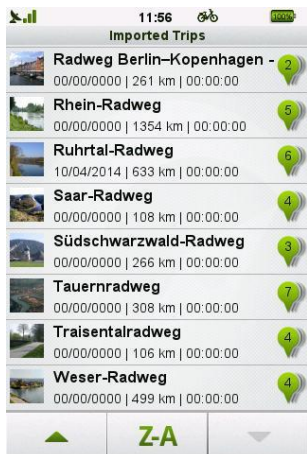 11:56
100%
Imported Trips
Radweg Berlin–Kopenhagen -
00/00/0000 | 261 km | 00:00:00
2
Rhein-Radweg
00/00/0000 | 1354 km | 00:00:00
5
Ruhrtal-Radweg
10/04/2014 | 633 km | 00:00:00
6
Saar-Radweg
00/00/0000 | 108 km | 00:00:00
4
Südschwarzwald-Radweg
00/00/0000 | 266 km | 00:00:00
3
Tauernradweg
00/00/0000 | 308 km | 00:00:00
7
Traisentalradweg
00/00/0000 | 106 km | 00:00:00
4
Weser-Radweg
00/00/0000 | 499 km | 00:00:00
4
Z-A